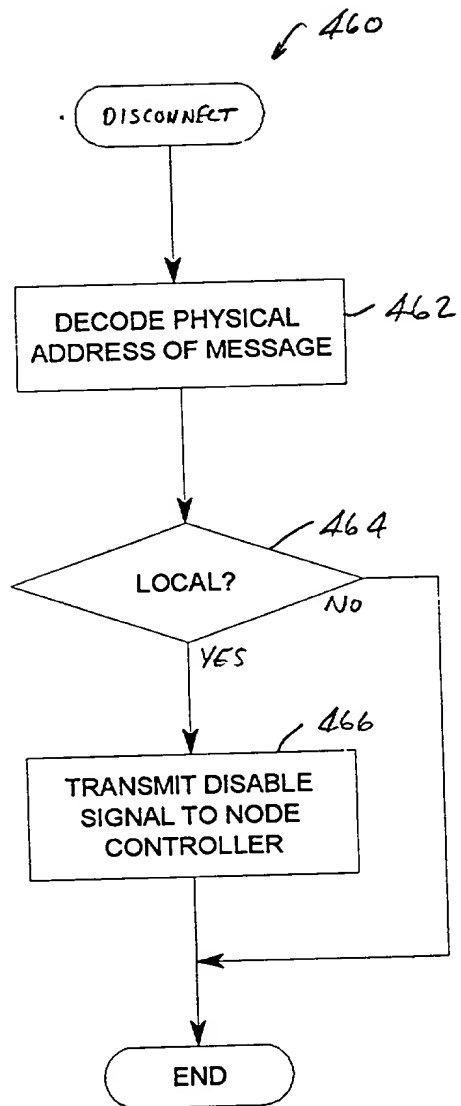 460
DISCONNECT
DECODE PHYSICAL
ADDRESS OF MESSAGE
462
464
LOCAL?
NO
YES
466
TRANSMIT DISABLE
SIGNAL TO NODE
CONTROLLER
END